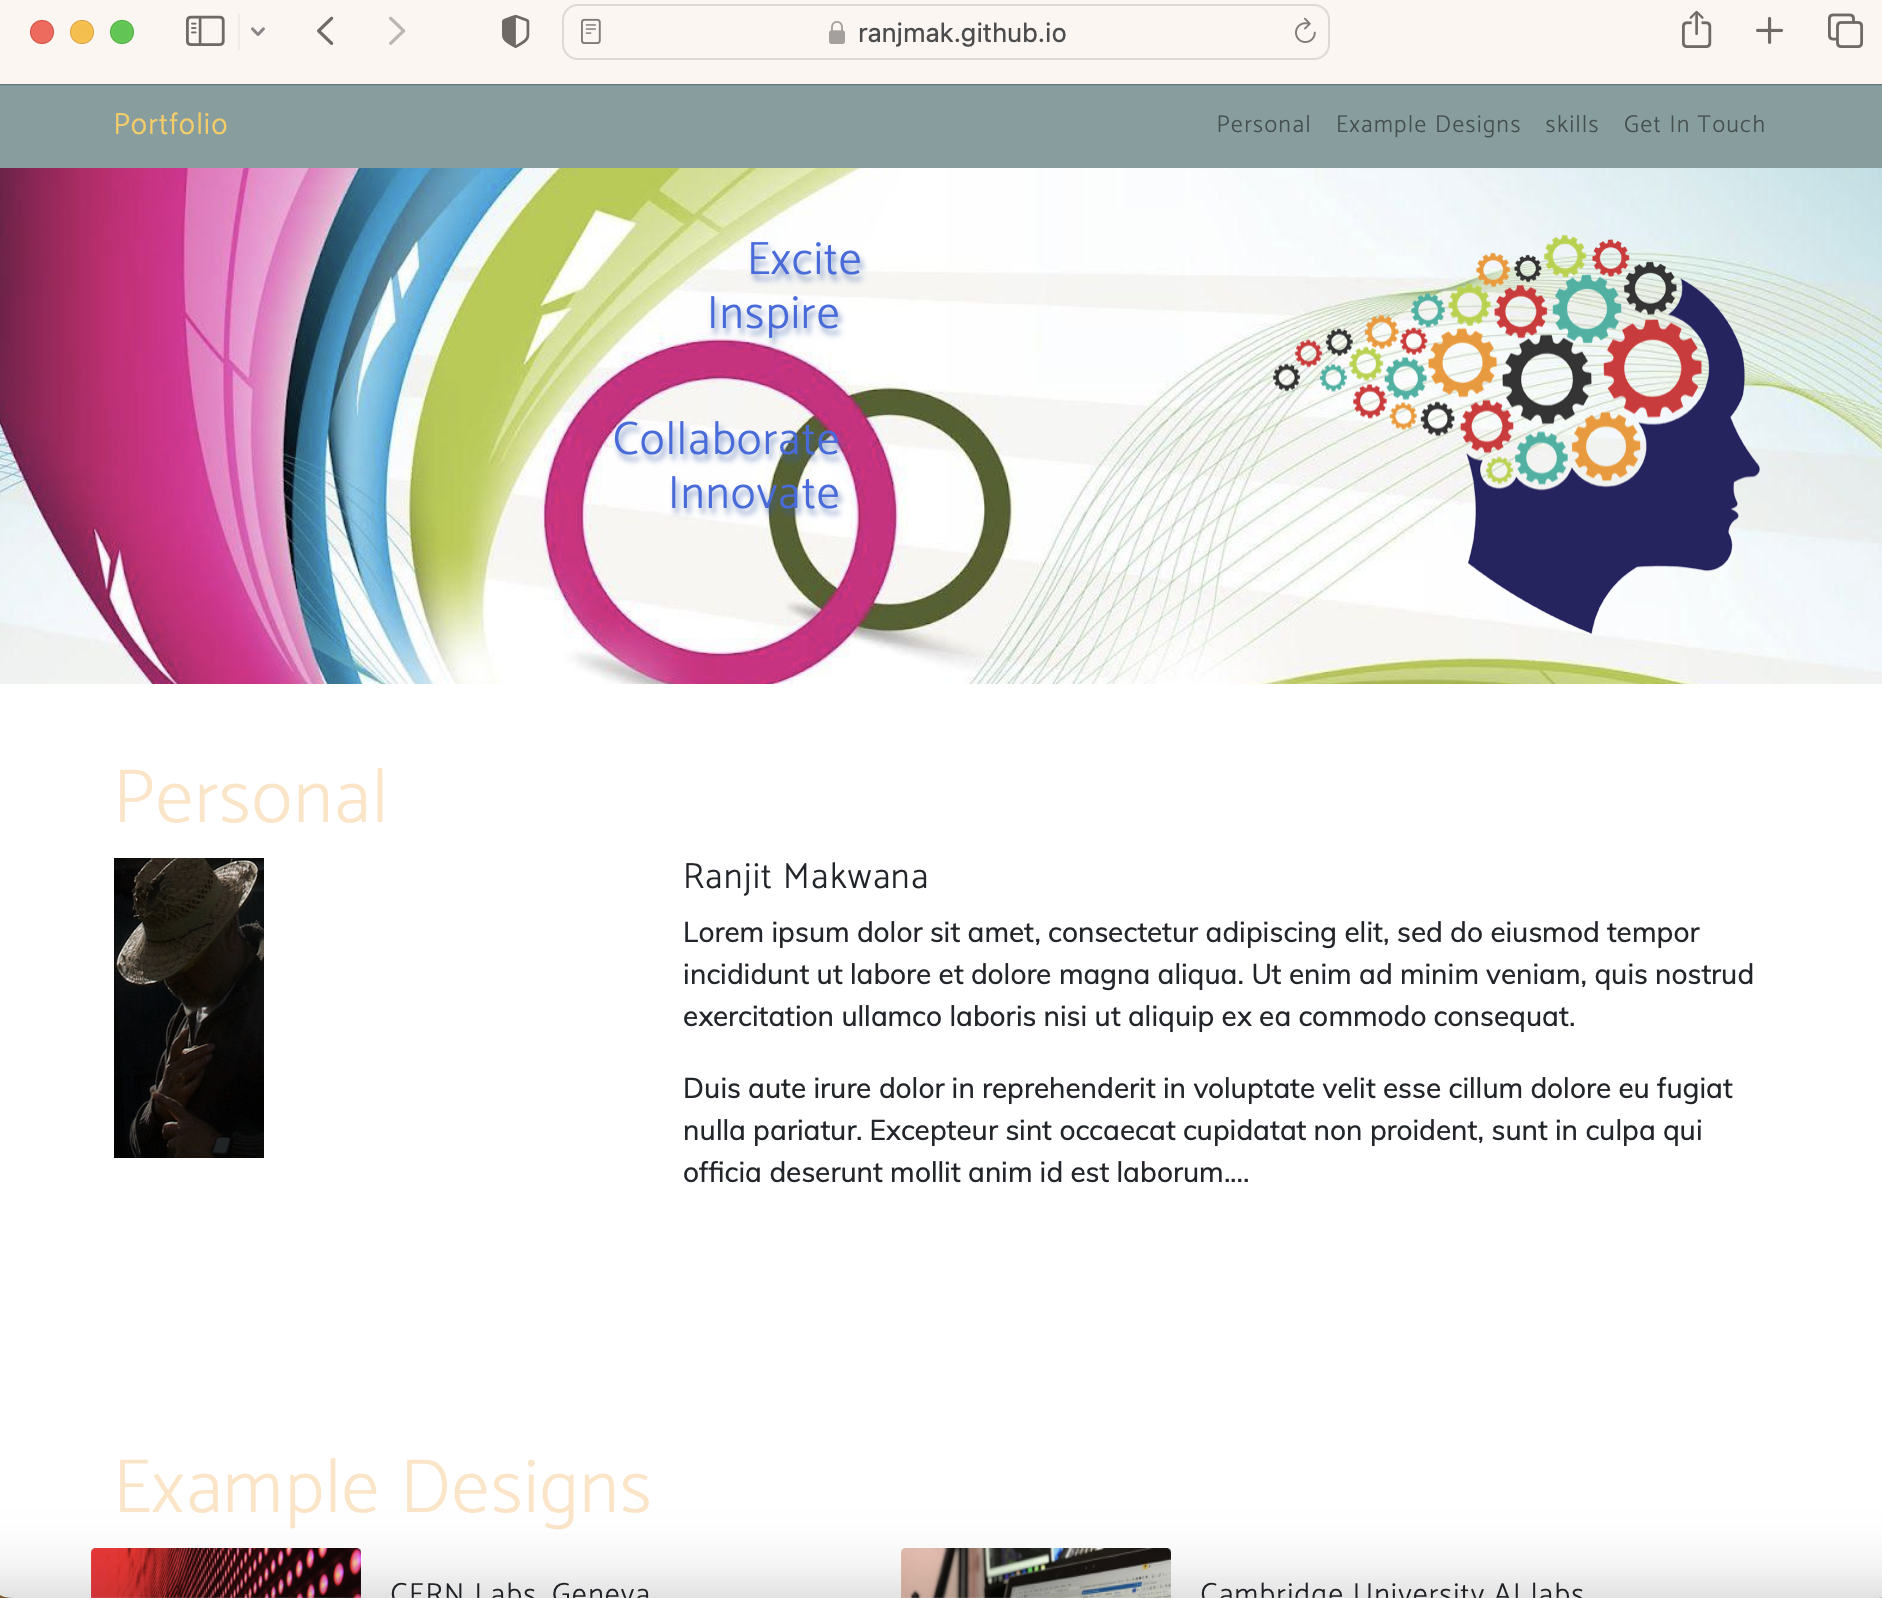 ranjmak.github.io
Portfolio
Personal Example Designs skills Get In Touch
Excite
Inspire
Collaborate
Innovate
Personal
Ranjit Makwana
Lorem ipsum dolor sit amet, consectetur adipiscing elit, sed do eiusmod tempor
incididunt ut labore et dolore magna aliqua. Ut enim ad minim veniam, quis nostrud
exercitation ullamco laboris nisi ut aliquip ex ea commodo consequat.
Duis aute irure dolor in reprehenderit in voluptate velit esse cillum dolore eu fugiat
nulla pariatur. Excepteur sint occaecat cupidatat non proident, sunt in culpa qui
officia deserunt mollit anim id est laborum....
Example Designs
CERN Labs, Geneva
Cambridge University AI labs